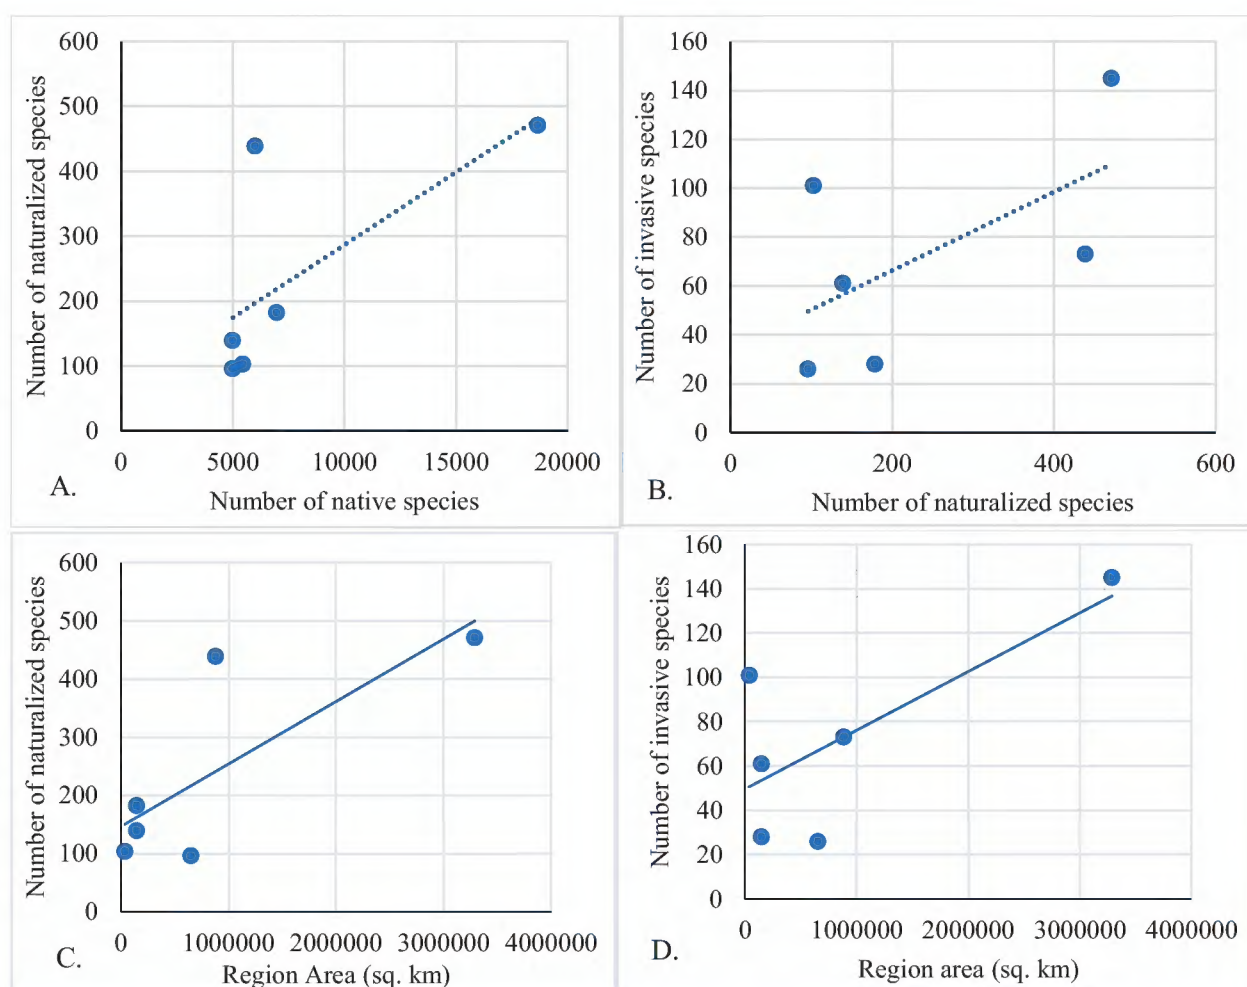 600
500
400
300
200
100
0
Number of naturalized species
0 5000 10000 15000 20000
A.
Number of native species
160
140
120
100
80
60
40
20
0
Number of invasive species
0 200 400 600
B.
Number of naturalized species
600
500
400
300
200
100
0
Number of naturalized species
0 1000000 2000000 3000000 4000000
C.
Region Area (sq. km)
160
140
120
100
80
60
40
20
0
Number of invasive species
0 1000000 2000000 3000000 4000000
D.
Region area (sq. km)